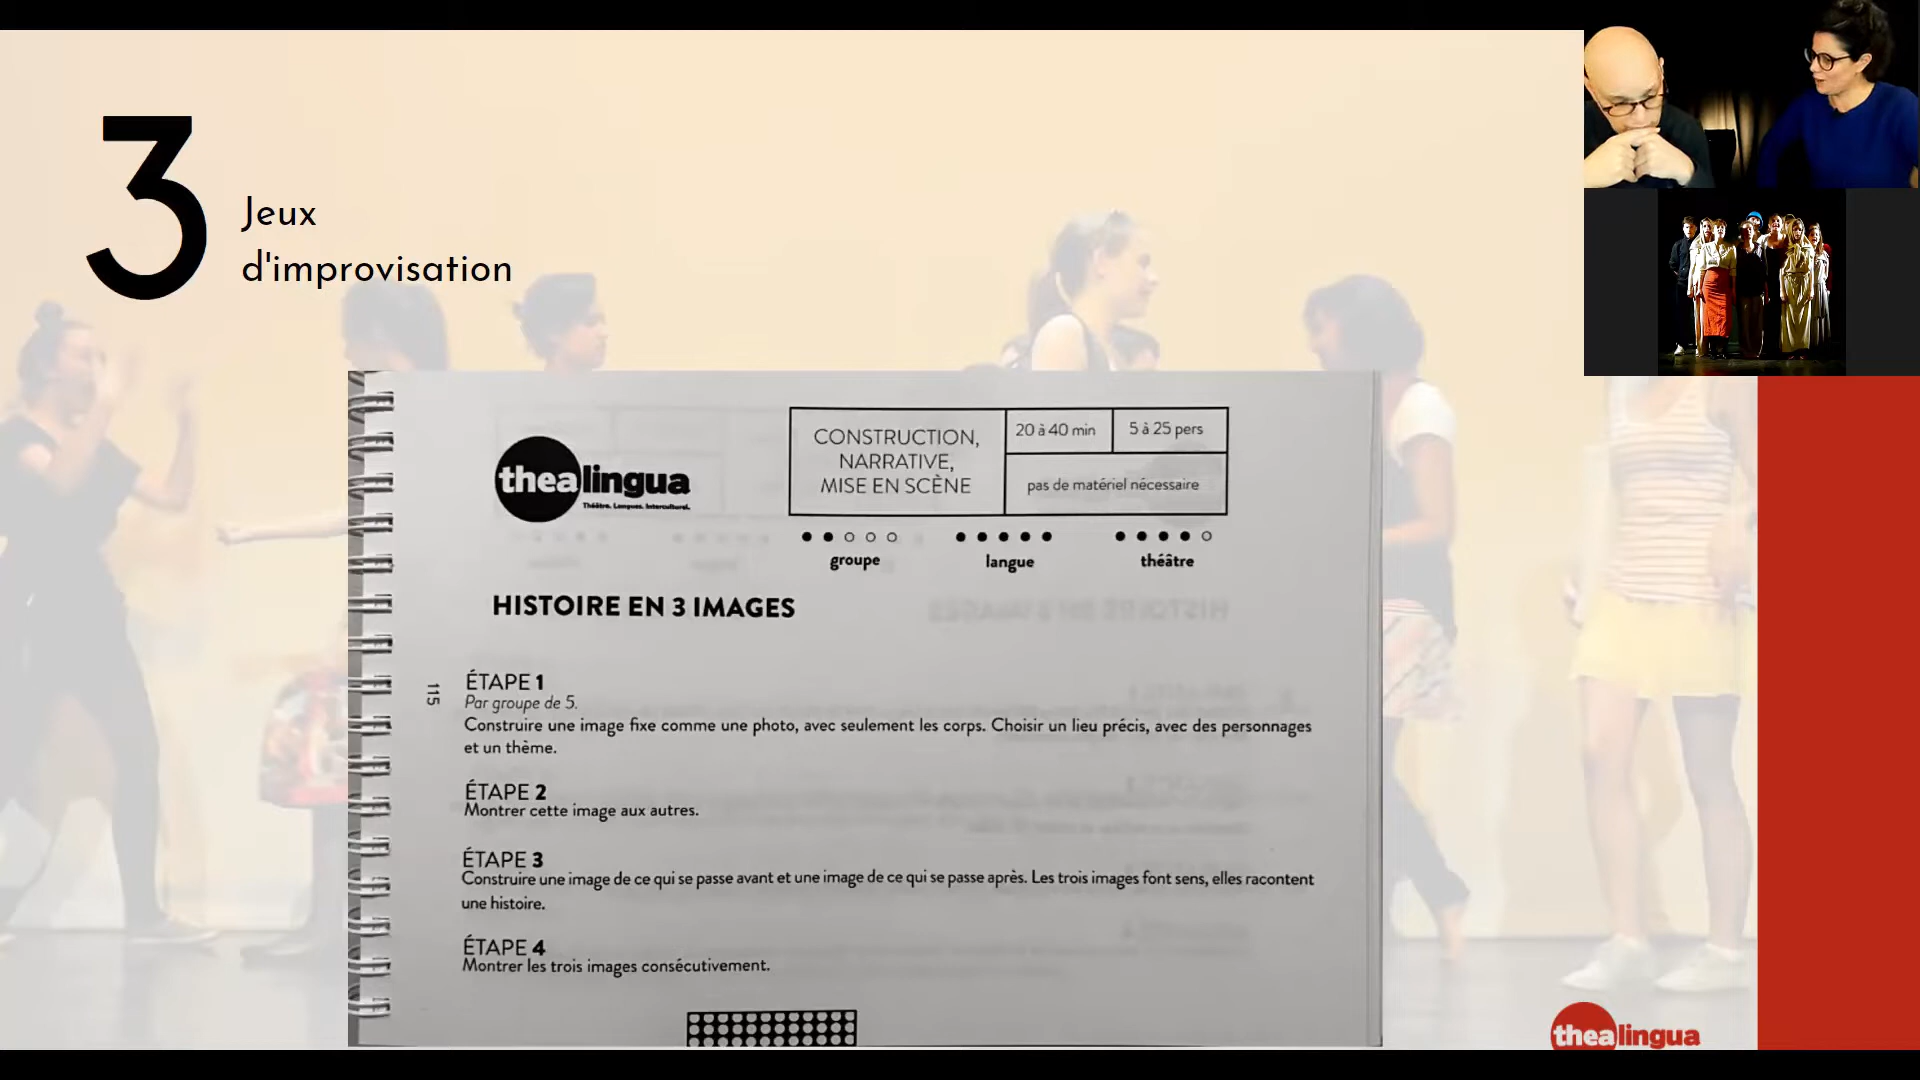 3
Jeux
d'improvisation
thealingua
Théâtre. Langues. Interculturel.
CONSTRUCTION,
NARRATIVE,
MISE EN SCÈNE
20 à 40 min
5 à 25 pers
pas de matériel nécessaire
groupe
langue
théâtre
HISTOIRE EN 3 IMAGES
115
ÉTAPE 1
Par groupe de 5.
Construire une image fixe comme une photo, avec seulement les corps. Choisir un lieu précis, avec des personnages
et un thème.
ÉTAPE 2
Montrer cette image aux autres.
ÉTAPE 3
Construire une image de ce qui se passe avant et une image de ce qui se passe après. Les trois images font sens, elles racontent
une histoire.
ÉTAPE 4
Montrer les trois images consécutivement.
thealingua